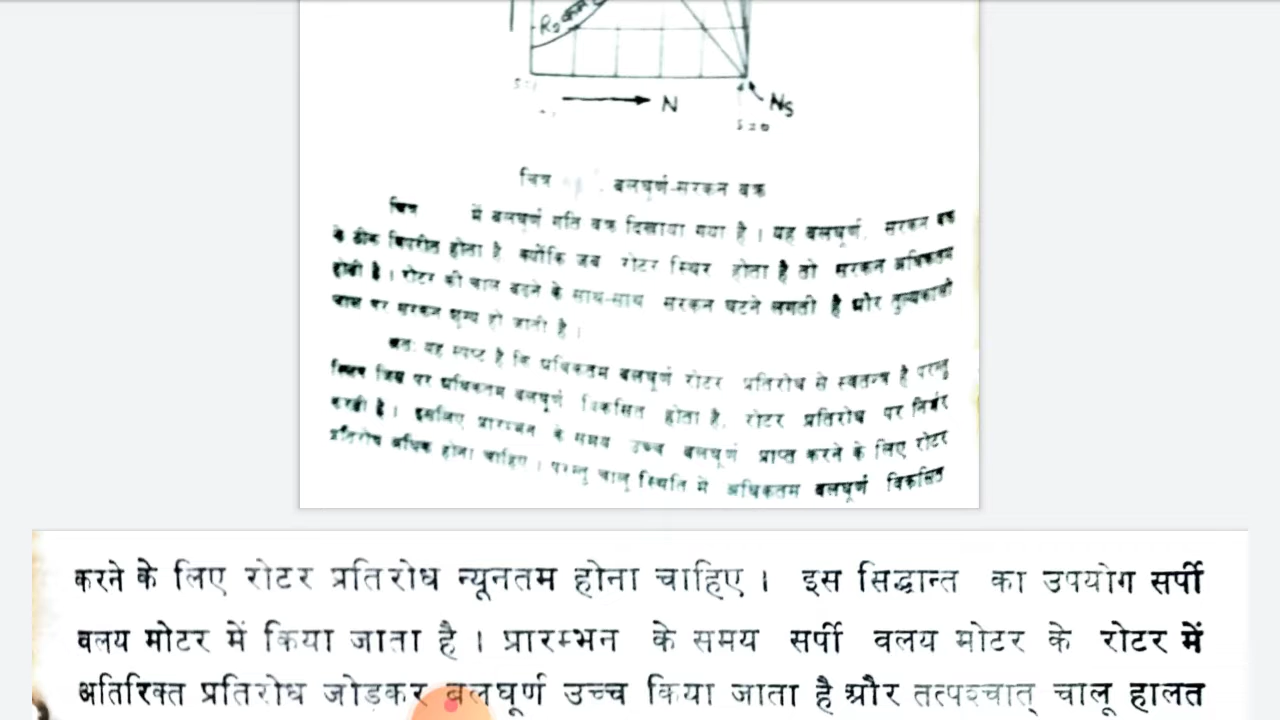 R₂
S=1
N
Ns
S=0
चित्र . बलघूर्ण-सरकन वक्र
चित्र में बलघूर्ण गति वक्र दिखाया गया है । यह बलघूर्ण. सरकन वक्र
के ठीक विपरीत होता है क्योंकि जब रोटर स्थिर होता है तो सरकन अधिकतम
होती है । रोटर की चाल बढ़ने के साथ-साथ सरकन घटने लगती है और तुल्यकाली
चाल पर सरकन शून्य हो जाती है ।
अतः यह स्पष्ट है कि अधिकतम बलघूर्ण रोटर प्रतिरोध से स्वतन्त्र है परन्तु
स्लिप जिस पर अधिकतम बलघूर्ण विकसित होता है, रोटर प्रतिरोध पर निर्भर
करती है । इसलिए प्रारम्भन के समय उच्च बलघूर्ण प्राप्त करने के लिए रोटर
प्रतिरोध अधिक होना चाहिए । परन्तु चालू स्थिति में अधिकतम बलघूर्ण विकसित
करने के लिए रोटर प्रतिरोध न्यूनतम होना चाहिए । इस सिद्धान्त का उपयोग सर्पी
वलय मोटर में किया जाता है । प्रारम्भन के समय सर्पी वलय मोटर के रोटर में
अतिरिक्त प्रतिरोध जोड़कर बलघूर्ण उच्च किया जाता है और तत्पश्चात् चालू हालत